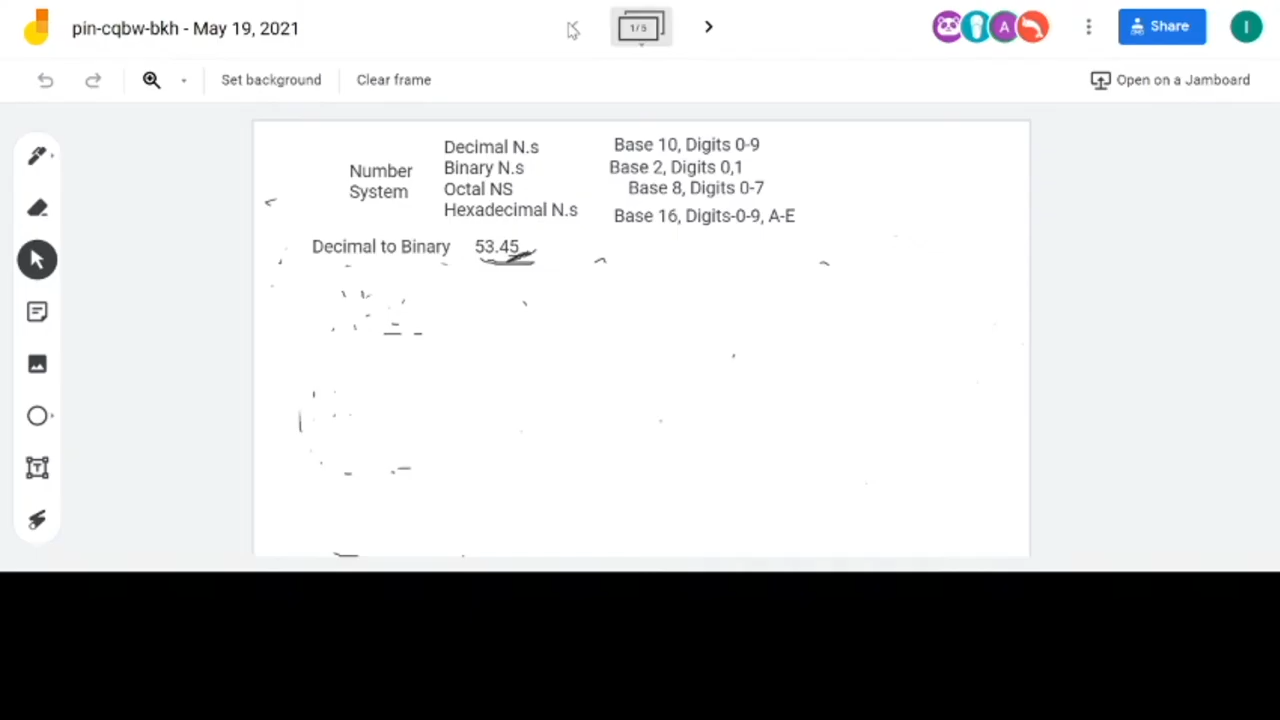 pin-cqbw-bkh - May 19, 2021
1/5
A
Share
I
Set background
Clear frame
Open on a Jamboard
Number System
Decimal N.s
Binary N.s
Octal NS
Hexadecimal N.s
Base 10, Digits 0-9
Base 2, Digits 0,1
Base 8, Digits 0-7
Base 16, Digits-0-9, A-E
Decimal to Binary 53.45